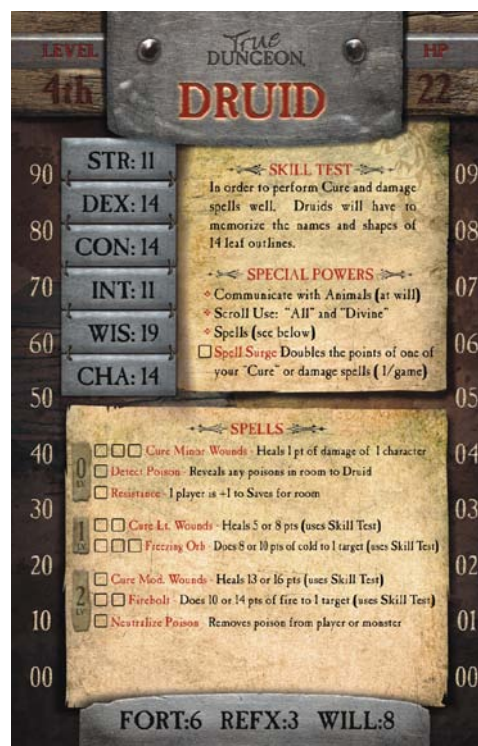 True
DUNGEON
LEVEL
4th
DRUID
HP
22
STR: 11
DEX: 14
CON: 14
INT: 11
WIS: 19
CHA: 14
SKILL TEST
In order to perform Cure and damage
spells well, Druids will have to
memorize the names and shapes of
14 leaf outlines.
SPECIAL POWERS
Communicate with Animals (at will)
Scroll Use: "All" and "Divine"
Spells (see below)
Spell Surge Doubles the points of one of
your "Cure" or damage spells (1/game)
90
80
70
60
50
40
30
20
10
00
09
08
07
06
05
04
03
02
01
00
SPELLS
0 LV
Cure Minor Wounds - Heals 1 pt of damage of 1 character
Detect Poison - Reveals any poisons in room to Druid
Resistance - 1 player is +1 to Saves for room
1 LV
Cure Lt. Wounds - Heals 5 or 8 pts (uses Skill Test)
Freezing Orb - Does 8 or 10 pts of cold to 1 target (uses Skill Test)
2 LV
Cure Mod. Wounds - Heals 13 or 16 pts (uses Skill Test)
Firebolt - Does 10 or 14 pts of fire to 1 target (uses Skill Test)
Neutralize Poison - Removes poison from player or monster
FORT:6 REFX:3 WILL:8